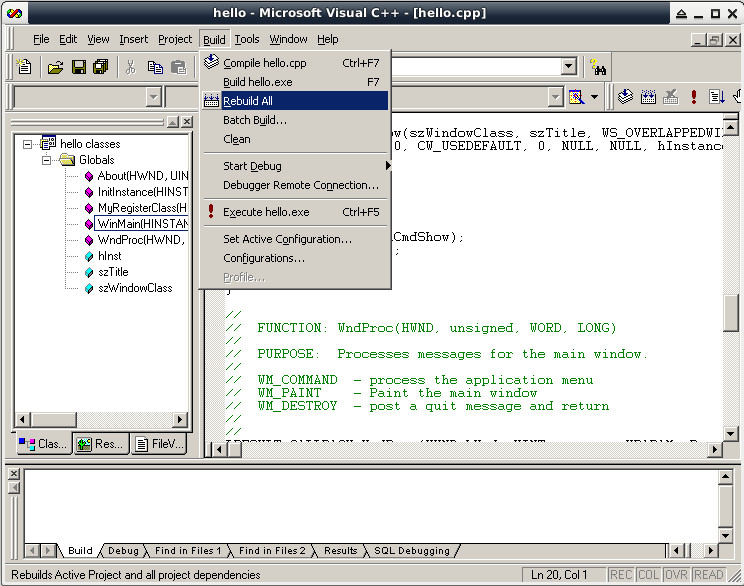 hello - Microsoft Visual C++ - [hello.cpp]
File Edit View Insert Project Build Tools Window Help
Compile hello.cpp Ctrl+F7
Build hello.exe F7
Rebuild All
Batch Build...
Clean
Start Debug
Debugger Remote Connection...
Execute hello.exe Ctrl+F5
Set Active Configuration...
Configurations...
Profile...
hello classes
Globals
About(HWND, UIN
InitInstance(HINST
MyRegisterClass(H
WinMain(HINSTAN
WndProc(HWND,
hInst
szTitle
szWindowClass
Clas... Res... FileV...
(szWindowClass, szTitle, WS_OVERLAPPEDWI
0, CW_USEDEFAULT, 0, NULL, NULL, hInstance
CmdShow);
;
}
//
// FUNCTION: WndProc(HWND, unsigned, WORD, LONG)
//
// PURPOSE: Processes messages for the main window.
//
// WM_COMMAND - process the application menu
// WM_PAINT - Paint the main window
// WM_DESTROY - post a quit message and return
//
//
Build Debug Find in Files 1 Find in Files 2 Results SQL Debugging
Rebuilds Active Project and all project dependencies Ln 20, Col 1 REC COL OVR READ